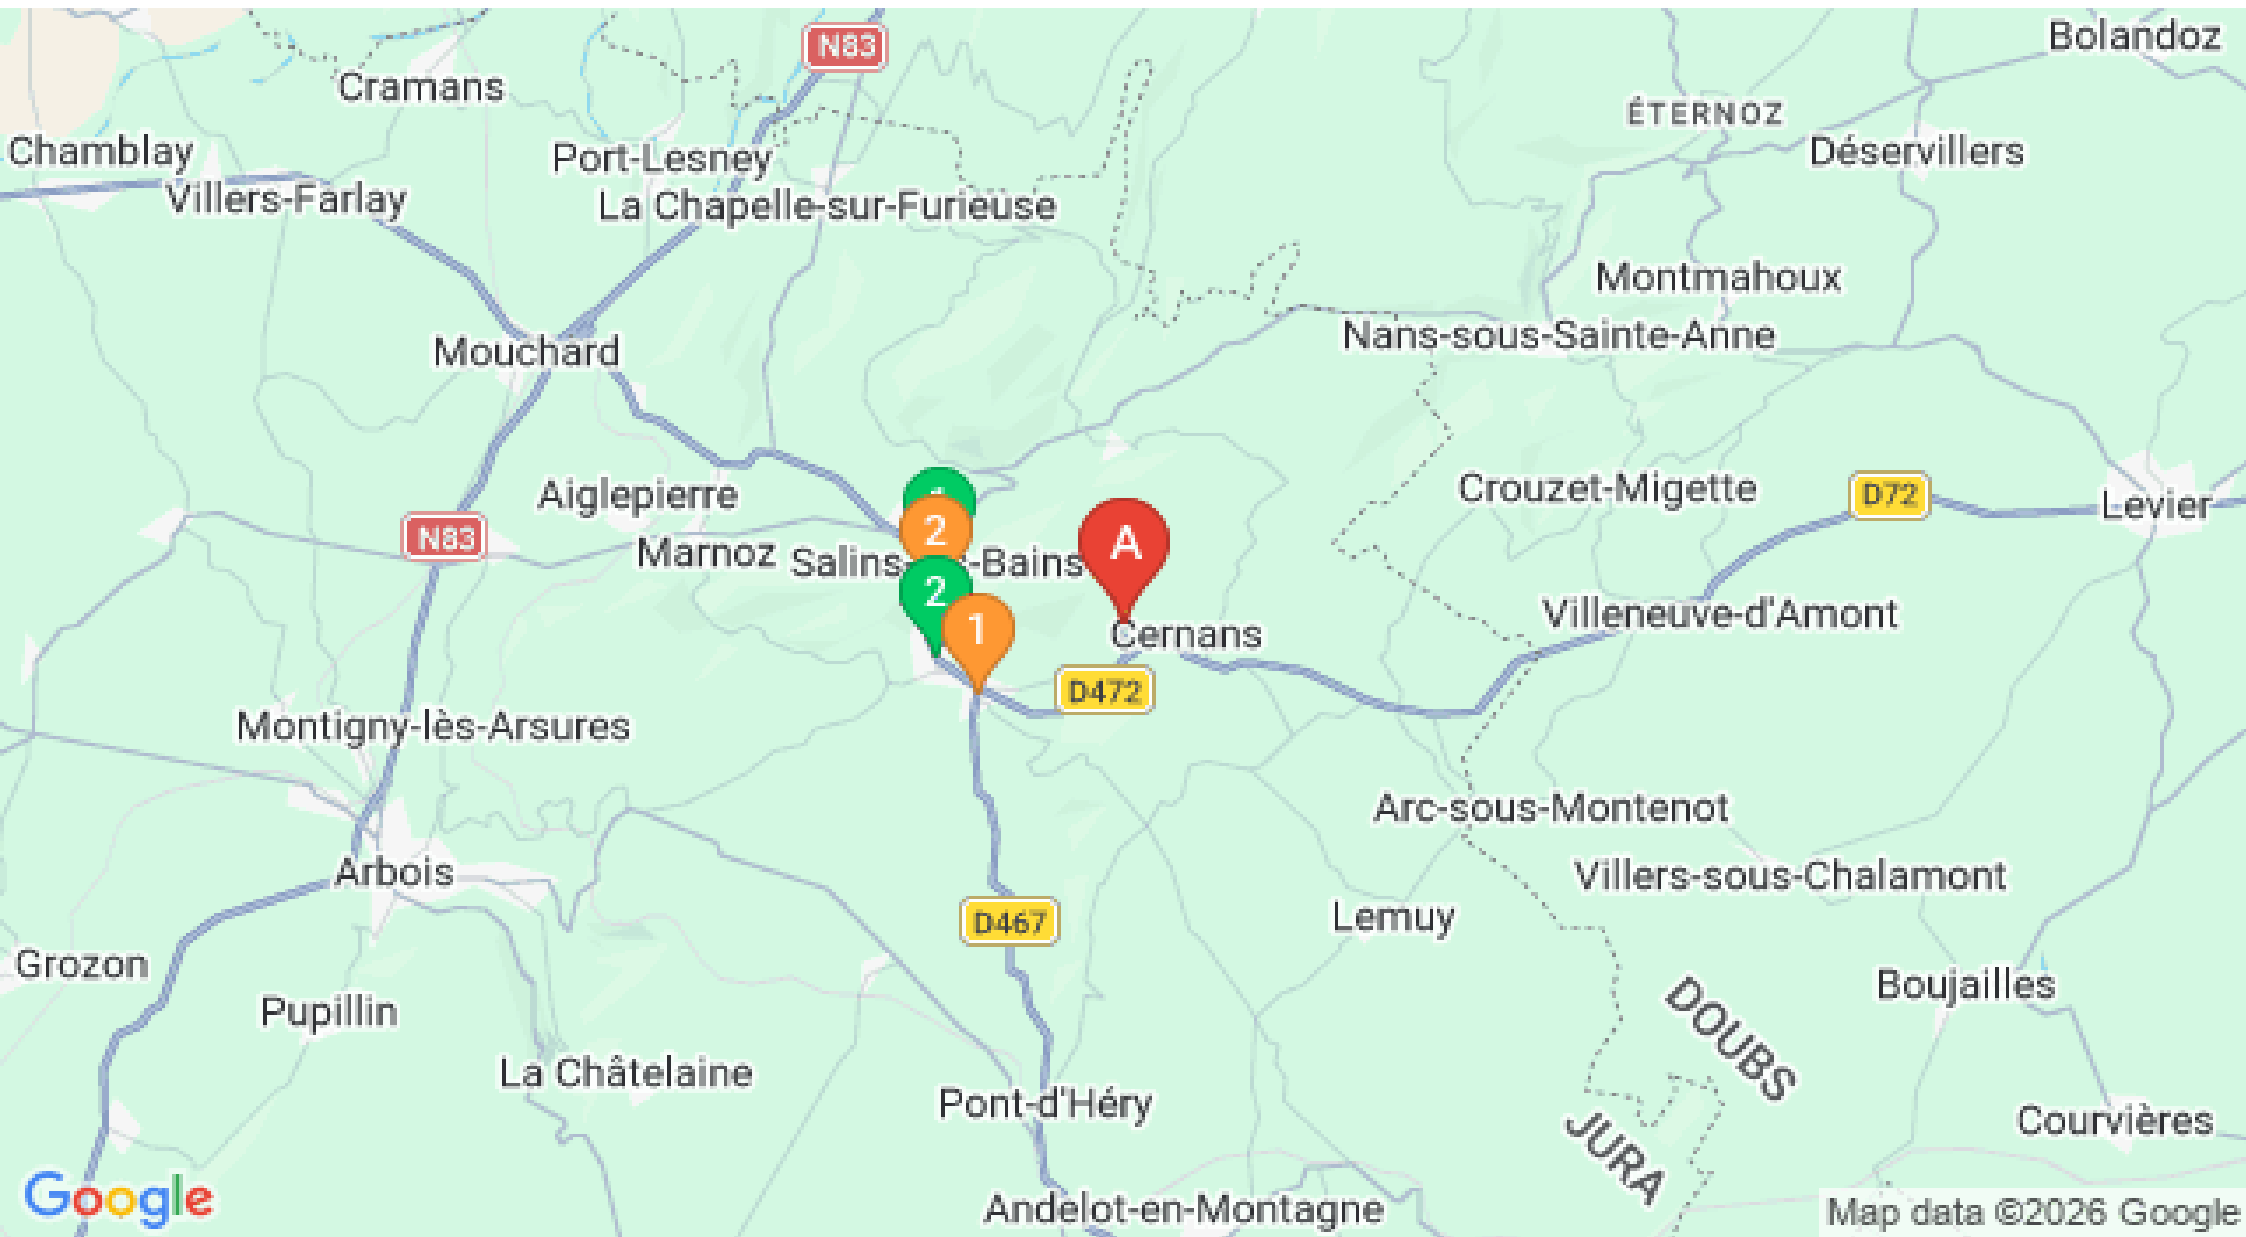 Bolandoz
N83
Cramans
ÉTERNOZ
Chamblay
Port-Lesney
Déservillers
Villers-Farlay
La Chapelle-sur-Furieuse
Montmahoux
Nans-sous-Sainte-Anne
Mouchard
Aiglepierre
Crouzet-Migette
D72
Levier
2
N83
A
Marnoz
Salins
-Bains
2
1
Villeneuve-d'Amont
Cernans
D472
Montigny-lès-Arsures
Arc-sous-Montenot
Arbois
Villers-sous-Chalamont
Lemuy
D467
Grozon
Boujailles
Pupillin
DOUBS
La Châtelaine
Pont-d'Héry
Courvières
JURA
Google
Andelot-en-Montagne
Map data ©2026 Google